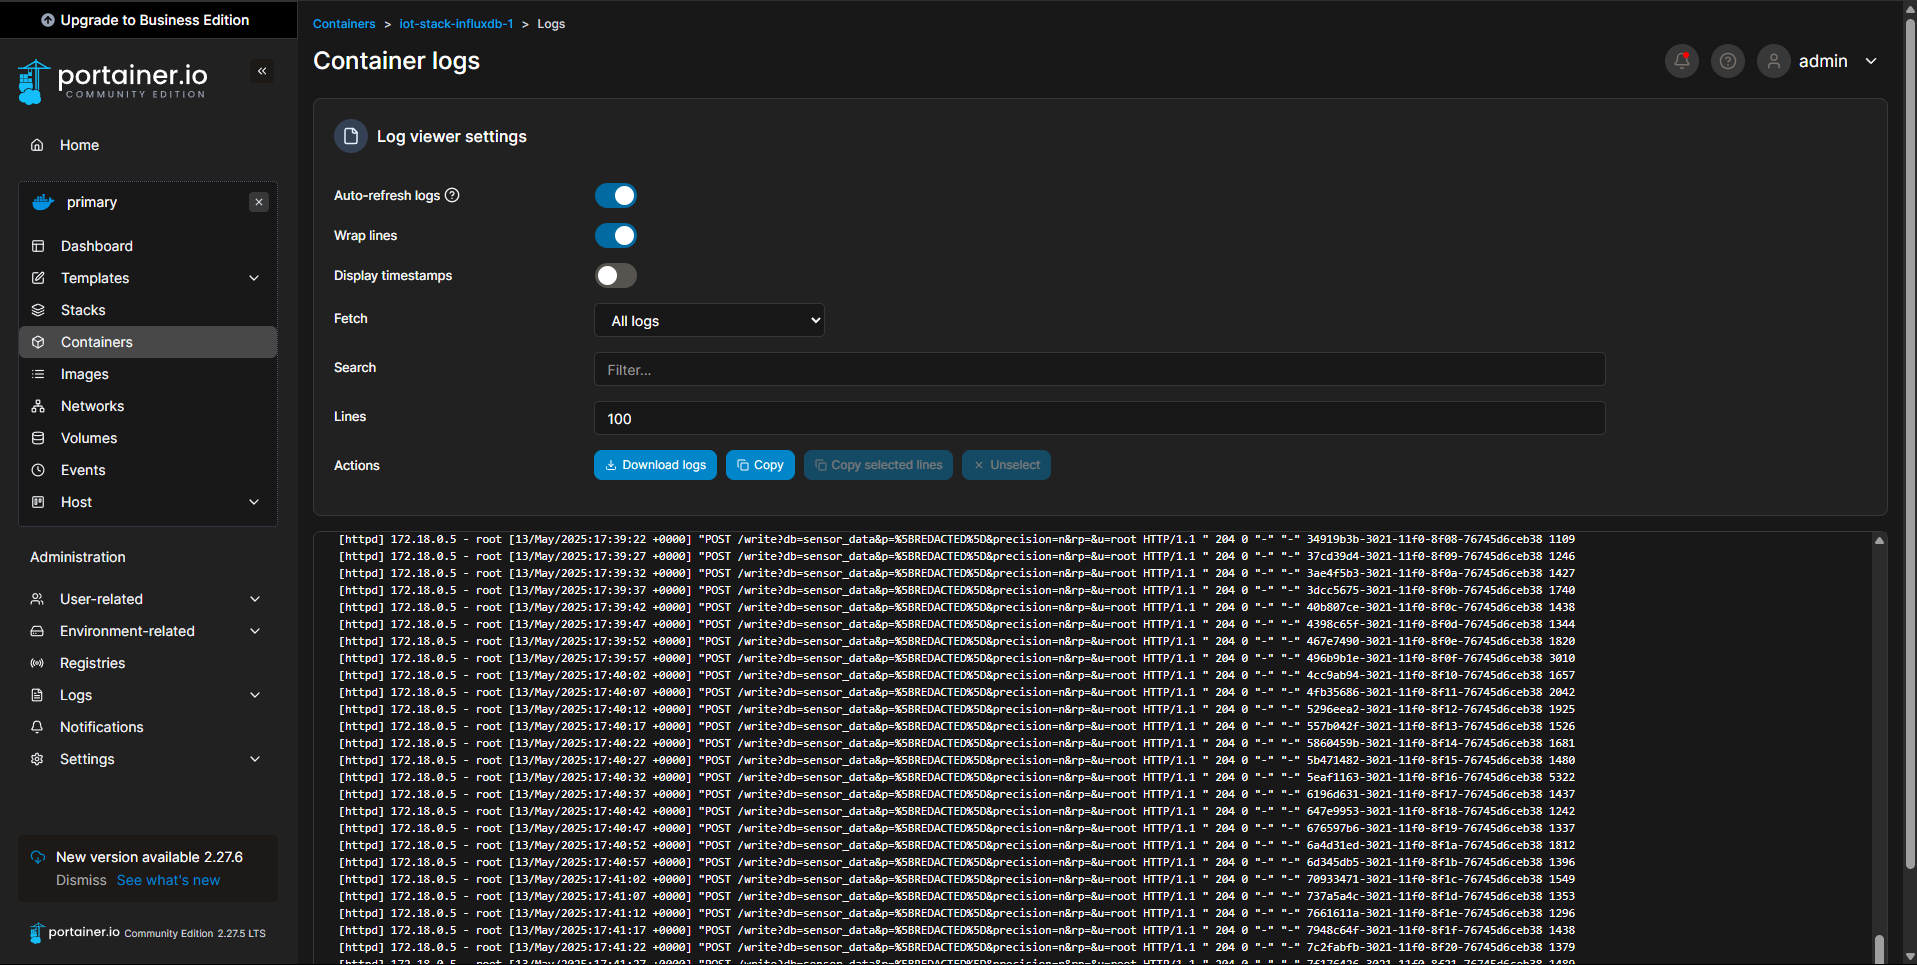 Upgrade to Business Edition
portainer.io
COMMUNITY EDITION
Home
primary
Dashboard
Templates
Stacks
Containers
Images
Networks
Volumes
Events
Host
Administration
User-related
Environment-related
Registries
Logs
Notifications
Settings
New version available 2.27.6
Dismiss See what's new
portainer.io Community Edition 2.27.5 LTS
Containers > iot-stack-influxdb-1 > Logs
Container logs
admin
Log viewer settings
Auto-refresh logs
Wrap lines
Display timestamps
Fetch All logs
Search Filter...
Lines 100
Actions Download logs Copy Copy selected lines Unselect
[httpd] 172.18.0.5 - root [13/May/2025:17:39:22 +0000] "POST /write?db=sensor_data&p=%5BREDACTED%5D&precision=n&rp=&u=root HTTP/1.1 " 204 0 "-" "-" 34919b3b-3021-11f0-8f08-76745d6ceb38 1109
[httpd] 172.18.0.5 - root [13/May/2025:17:39:27 +0000] "POST /write?db=sensor_data&p=%5BREDACTED%5D&precision=n&rp=&u=root HTTP/1.1 " 204 0 "-" "-" 37cd39d4-3021-11f0-8f09-76745d6ceb38 1246
[httpd] 172.18.0.5 - root [13/May/2025:17:39:32 +0000] "POST /write?db=sensor_data&p=%5BREDACTED%5D&precision=n&rp=&u=root HTTP/1.1 " 204 0 "-" "-" 3ae4f5b3-3021-11f0-8f0a-76745d6ceb38 1427
[httpd] 172.18.0.5 - root [13/May/2025:17:39:37 +0000] "POST /write?db=sensor_data&p=%5BREDACTED%5D&precision=n&rp=&u=root HTTP/1.1 " 204 0 "-" "-" 3dcc5675-3021-11f0-8f0b-76745d6ceb38 1740
[httpd] 172.18.0.5 - root [13/May/2025:17:39:42 +0000] "POST /write?db=sensor_data&p=%5BREDACTED%5D&precision=n&rp=&u=root HTTP/1.1 " 204 0 "-" "-" 40b807ce-3021-11f0-8f0c-76745d6ceb38 1438
[httpd] 172.18.0.5 - root [13/May/2025:17:39:47 +0000] "POST /write?db=sensor_data&p=%5BREDACTED%5D&precision=n&rp=&u=root HTTP/1.1 " 204 0 "-" "-" 4398c65f-3021-11f0-8f0d-76745d6ceb38 1344
[httpd] 172.18.0.5 - root [13/May/2025:17:39:52 +0000] "POST /write?db=sensor_data&p=%5BREDACTED%5D&precision=n&rp=&u=root HTTP/1.1 " 204 0 "-" "-" 467e7490-3021-11f0-8f0e-76745d6ceb38 1820
[httpd] 172.18.0.5 - root [13/May/2025:17:39:57 +0000] "POST /write?db=sensor_data&p=%5BREDACTED%5D&precision=n&rp=&u=root HTTP/1.1 " 204 0 "-" "-" 496b9b1e-3021-11f0-8f0f-76745d6ceb38 3010
[httpd] 172.18.0.5 - root [13/May/2025:17:40:02 +0000] "POST /write?db=sensor_data&p=%5BREDACTED%5D&precision=n&rp=&u=root HTTP/1.1 " 204 0 "-" "-" 4cc9ab94-3021-11f0-8f10-76745d6ceb38 1657
[httpd] 172.18.0.5 - root [13/May/2025:17:40:07 +0000] "POST /write?db=sensor_data&p=%5BREDACTED%5D&precision=n&rp=&u=root HTTP/1.1 " 204 0 "-" "-" 4fb35686-3021-11f0-8f11-76745d6ceb38 2042
[httpd] 172.18.0.5 - root [13/May/2025:17:40:12 +0000] "POST /write?db=sensor_data&p=%5BREDACTED%5D&precision=n&rp=&u=root HTTP/1.1 " 204 0 "-" "-" 5296eea2-3021-11f0-8f12-76745d6ceb38 1925
[httpd] 172.18.0.5 - root [13/May/2025:17:40:17 +0000] "POST /write?db=sensor_data&p=%5BREDACTED%5D&precision=n&rp=&u=root HTTP/1.1 " 204 0 "-" "-" 557b042f-3021-11f0-8f13-76745d6ceb38 1526
[httpd] 172.18.0.5 - root [13/May/2025:17:40:22 +0000] "POST /write?db=sensor_data&p=%5BREDACTED%5D&precision=n&rp=&u=root HTTP/1.1 " 204 0 "-" "-" 5860459b-3021-11f0-8f14-76745d6ceb38 1681
[httpd] 172.18.0.5 - root [13/May/2025:17:40:27 +0000] "POST /write?db=sensor_data&p=%5BREDACTED%5D&precision=n&rp=&u=root HTTP/1.1 " 204 0 "-" "-" 5b471482-3021-11f0-8f15-76745d6ceb38 1480
[httpd] 172.18.0.5 - root [13/May/2025:17:40:32 +0000] "POST /write?db=sensor_data&p=%5BREDACTED%5D&precision=n&rp=&u=root HTTP/1.1 " 204 0 "-" "-" 5eaf1163-3021-11f0-8f16-76745d6ceb38 5322
[httpd] 172.18.0.5 - root [13/May/2025:17:40:37 +0000] "POST /write?db=sensor_data&p=%5BREDACTED%5D&precision=n&rp=&u=root HTTP/1.1 " 204 0 "-" "-" 6196d631-3021-11f0-8f17-76745d6ceb38 1437
[httpd] 172.18.0.5 - root [13/May/2025:17:40:42 +0000] "POST /write?db=sensor_data&p=%5BREDACTED%5D&precision=n&rp=&u=root HTTP/1.1 " 204 0 "-" "-" 647e9953-3021-11f0-8f18-76745d6ceb38 1242
[httpd] 172.18.0.5 - root [13/May/2025:17:40:47 +0000] "POST /write?db=sensor_data&p=%5BREDACTED%5D&precision=n&rp=&u=root HTTP/1.1 " 204 0 "-" "-" 676597b6-3021-11f0-8f19-76745d6ceb38 1337
[httpd] 172.18.0.5 - root [13/May/2025:17:40:52 +0000] "POST /write?db=sensor_data&p=%5BREDACTED%5D&precision=n&rp=&u=root HTTP/1.1 " 204 0 "-" "-" 6a4d31ed-3021-11f0-8f1a-76745d6ceb38 1812
[httpd] 172.18.0.5 - root [13/May/2025:17:40:57 +0000] "POST /write?db=sensor_data&p=%5BREDACTED%5D&precision=n&rp=&u=root HTTP/1.1 " 204 0 "-" "-" 6d345db5-3021-11f0-8f1b-76745d6ceb38 1396
[httpd] 172.18.0.5 - root [13/May/2025:17:41:02 +0000] "POST /write?db=sensor_data&p=%5BREDACTED%5D&precision=n&rp=&u=root HTTP/1.1 " 204 0 "-" "-" 70933471-3021-11f0-8f1c-76745d6ceb38 1549
[httpd] 172.18.0.5 - root [13/May/2025:17:41:07 +0000] "POST /write?db=sensor_data&p=%5BREDACTED%5D&precision=n&rp=&u=root HTTP/1.1 " 204 0 "-" "-" 737a5a4c-3021-11f0-8f1d-76745d6ceb38 1353
[httpd] 172.18.0.5 - root [13/May/2025:17:41:12 +0000] "POST /write?db=sensor_data&p=%5BREDACTED%5D&precision=n&rp=&u=root HTTP/1.1 " 204 0 "-" "-" 7661611a-3021-11f0-8f1e-76745d6ceb38 1296
[httpd] 172.18.0.5 - root [13/May/2025:17:41:17 +0000] "POST /write?db=sensor_data&p=%5BREDACTED%5D&precision=n&rp=&u=root HTTP/1.1 " 204 0 "-" "-" 7948c64f-3021-11f0-8f1f-76745d6ceb38 1438
[httpd] 172.18.0.5 - root [13/May/2025:17:41:22 +0000] "POST /write?db=sensor_data&p=%5BREDACTED%5D&precision=n&rp=&u=root HTTP/1.1 " 204 0 "-" "-" 7c2fabfb-3021-11f0-8f20-76745d6ceb38 1379